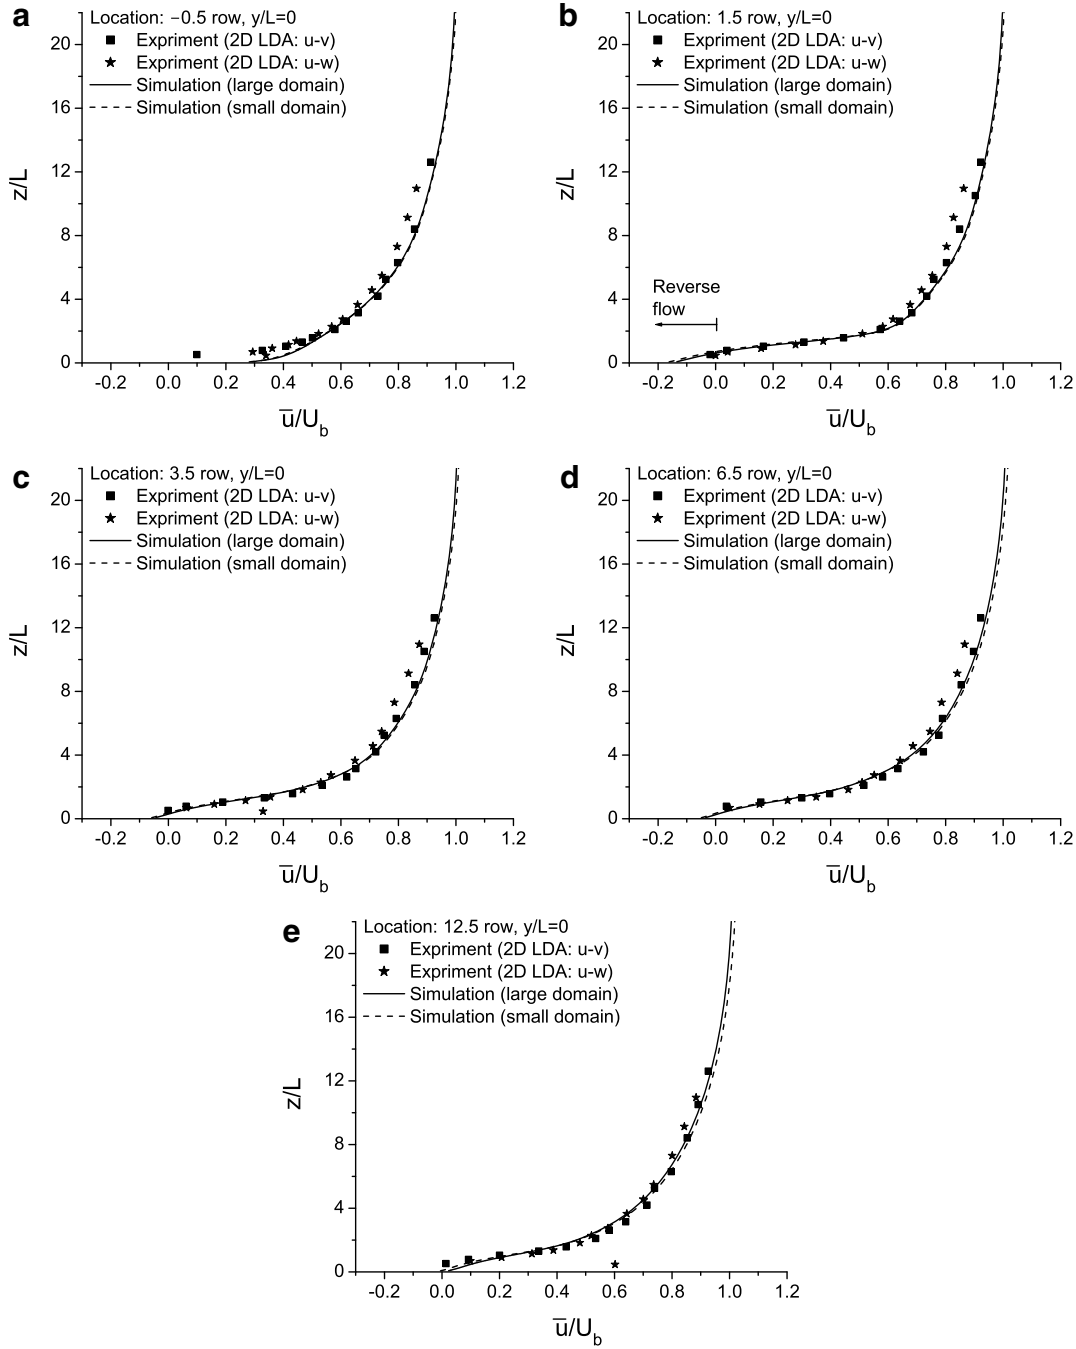 a
Location: −0.5 row, y/L=0
Expriment (2D LDA: u-v)
Expriment (2D LDA: u-w)
Simulation (large domain)
Simulation (small domain)
20
16
12
8
4
0
z/L
-0.2 0.0 0.2 0.4 0.6 0.8 1.0 1.2
u̅/U_b
b
Location: 1.5 row, y/L=0
Expriment (2D LDA: u-v)
Expriment (2D LDA: u-w)
Simulation (large domain)
Simulation (small domain)
20
16
12
8
4
0
z/L
Reverse
flow
-0.2 0.0 0.2 0.4 0.6 0.8 1.0 1.2
u̅/U_b
c
Location: 3.5 row, y/L=0
Expriment (2D LDA: u-v)
Expriment (2D LDA: u-w)
Simulation (large domain)
Simulation (small domain)
20
16
12
8
4
0
z/L
-0.2 0.0 0.2 0.4 0.6 0.8 1.0 1.2
u̅/U_b
d
Location: 6.5 row, y/L=0
Expriment (2D LDA: u-v)
Expriment (2D LDA: u-w)
Simulation (large domain)
Simulation (small domain)
20
16
12
8
4
0
z/L
-0.2 0.0 0.2 0.4 0.6 0.8 1.0 1.2
u̅/U_b
e
Location: 12.5 row, y/L=0
Expriment (2D LDA: u-v)
Expriment (2D LDA: u-w)
Simulation (large domain)
Simulation (small domain)
20
16
12
8
4
0
z/L
-0.2 0.0 0.2 0.4 0.6 0.8 1.0 1.2
u̅/U_b